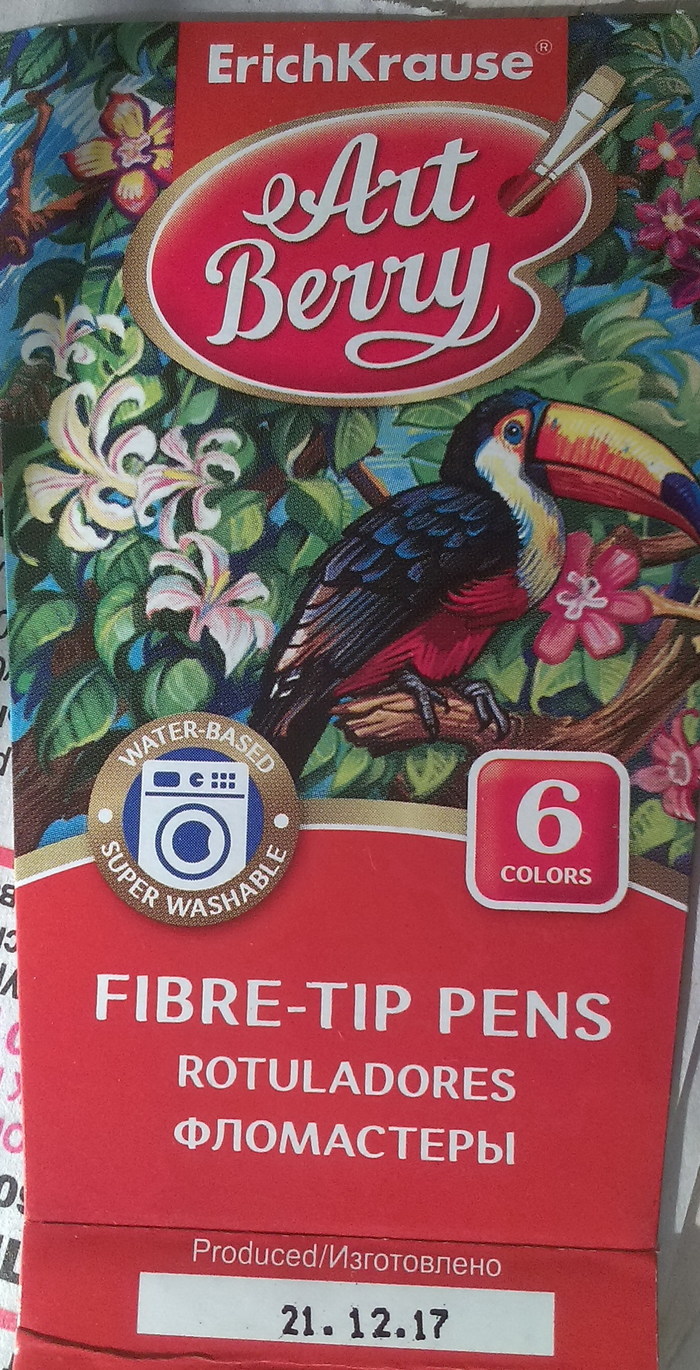 ErichKrause®
Art
Berry
WATER-BASED
SUPER WASHABLE
6
COLORS
FIBRE-TIP PENS
ROTULADORES
ФЛОМАСТЕРЫ
Produced/Изготовлено
21.12.17